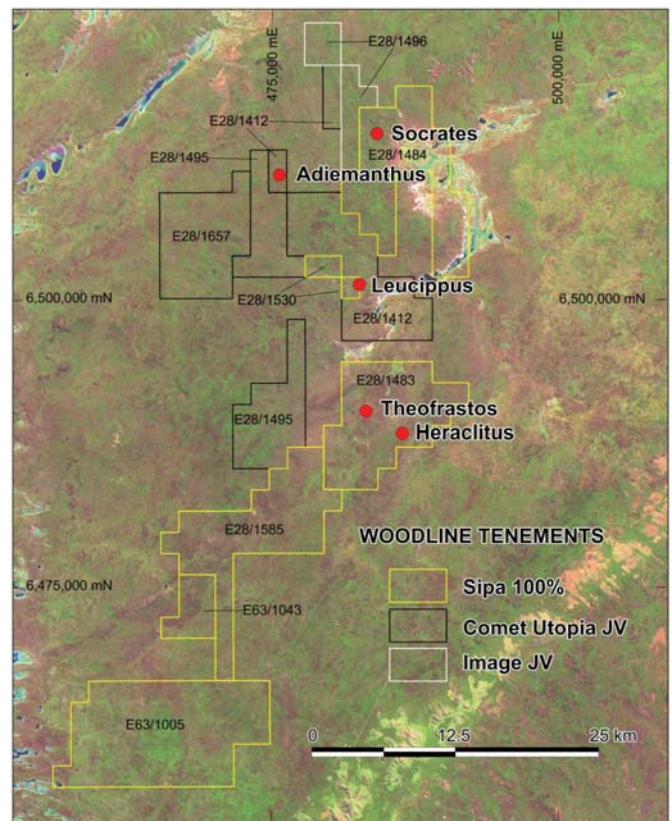 475,000 mE
500,000 mE
E28/1496
E28/1412
Socrates
E28/1495
E28/1484
Adiemanthus
E28/1657
Leucippus
6,500,000 mN
6,500,000 mN
E28/1530
E28/1412
E28/1483
Theofrastos
E28/1495
Heraclitus
E28/1585
WOODLINE TENEMENTS
6,475,000 mN
Sipa 100%
E63/1043
Comet Utopia JV
Image JV
E63/1005
0 12.5 25 km